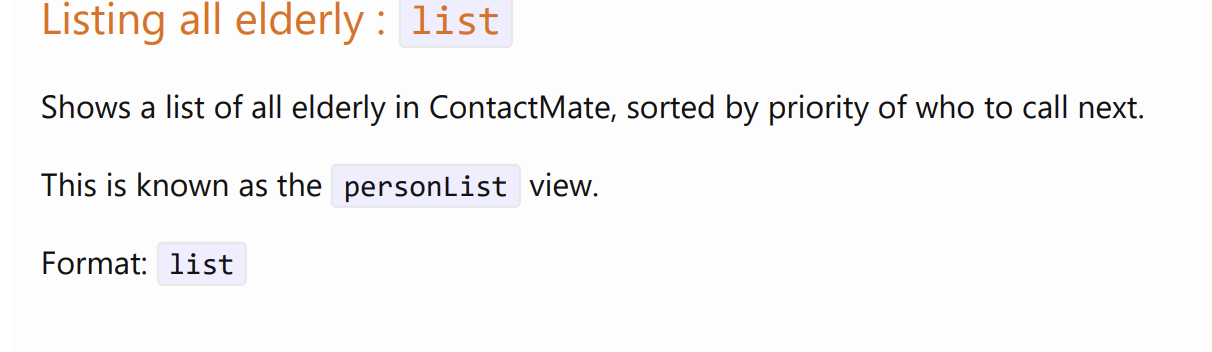 Listing all elderly : list
Shows a list of all elderly in ContactMate, sorted by priority of who to call next.
This is known as the personList view.
Format: list